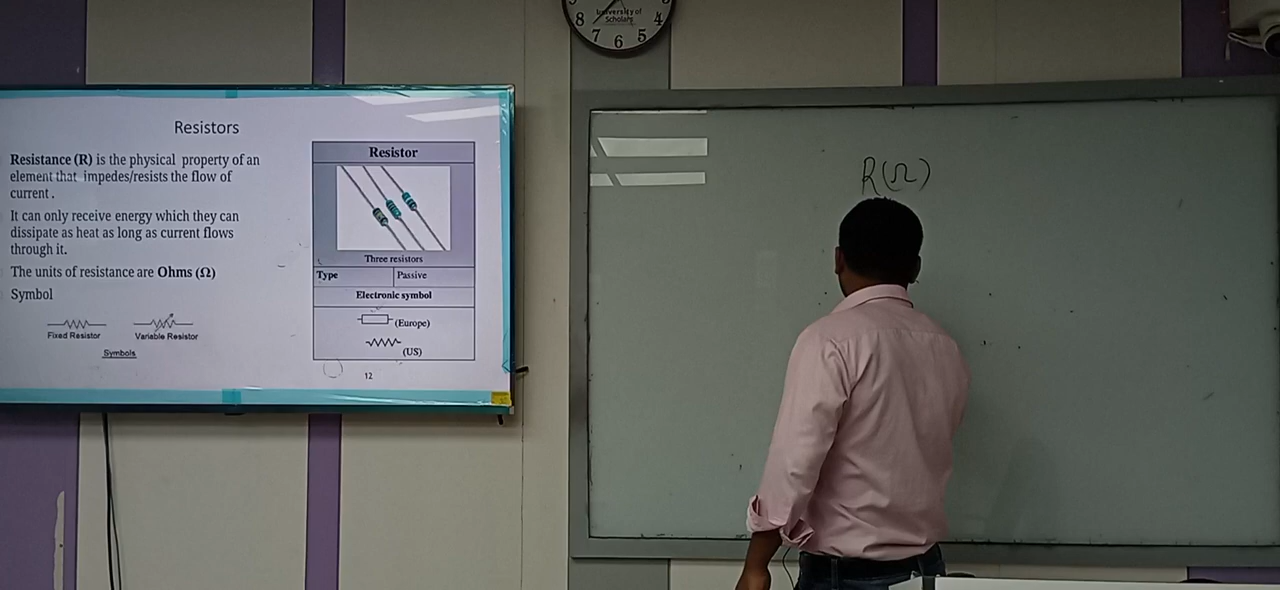 University of
Scholars
8
4
7
6
5
Resistors
Resistance (R) is the physical property of an
element that impedes/resists the flow of
current .
It can only receive energy which they can
dissipate as heat as long as current flows
through it.
The units of resistance are Ohms (Ω)
Symbol
Fixed Resistor
Variable Resistor
Symbols
Resistor
Three resistors
Type
Passive
Electronic symbol
(Europe)
(US)
12
R(Ω)